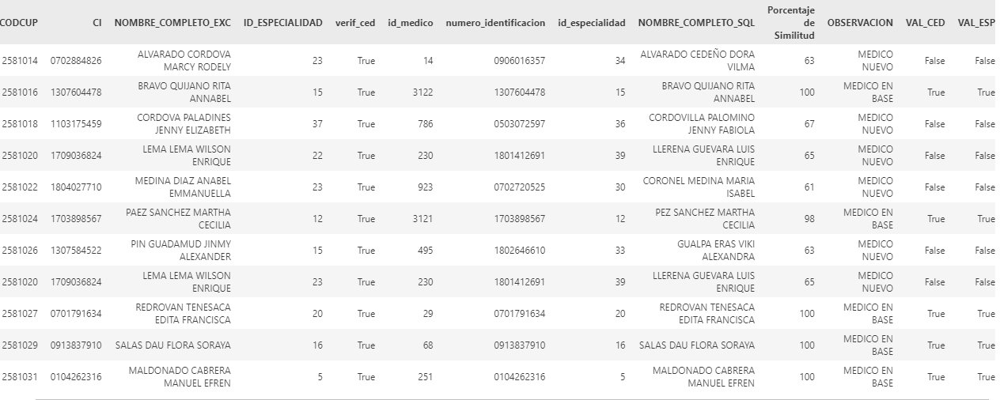 CODCUP CI NOMBRE_COMPLETO_EXC ID_ESPECIALIDAD verif_ced id_medico numero_identificacion id_especialidad NOMBRE_COMPLETO_SQL Porcentaje de Similitud OBSERVACION VAL_CED VAL_ESP
2581014 0702884826 ALVARADO CORDOVA MARCY RODELY 23 True 14 0906016357 34 ALVARADO CEDEÑO DORA VILMA 63 MEDICO NUEVO False False
2581016 1307604478 BRAVO QUIJANO RITA ANNABEL 15 True 3122 1307604478 15 BRAVO QUIJANO RITA ANNABEL 100 MEDICO EN BASE True True
2581018 1103175459 CORDOVA PALADINES JENNY ELIZABETH 37 True 786 0503072597 36 CORDOVILLA PALOMINO JENNY FABIOLA 67 MEDICO NUEVO False False
2581020 1709036824 LEMA LEMA WILSON ENRIQUE 22 True 230 1801412691 39 LLERENA GUEVARA LUIS ENRIQUE 65 MEDICO NUEVO False False
2581022 1804027710 MEDINA DIAZ ANABEL EMMANUELLA 23 True 923 0702720525 30 CORONEL MEDINA MARIA ISABEL 61 MEDICO NUEVO False False
2581024 1703898567 PAEZ SANCHEZ MARTHA CECILIA 12 True 3121 1703898567 12 PEZ SANCHEZ MARTHA CECILIA 98 MEDICO EN BASE True True
2581026 1307584522 PIN GUADAMUD JINMY ALEXANDER 15 True 495 1802646610 33 GUALPA ERAS VIKI ALEXANDRA 63 MEDICO NUEVO False False
2581020 1709036824 LEMA LEMA WILSON ENRIQUE 23 True 230 1801412691 39 LLERENA GUEVARA LUIS ENRIQUE 65 MEDICO NUEVO False False
2581027 0701791634 REDROVAN TENESACA EDITA FRANCISCA 20 True 29 0701791634 20 REDROVAN TENESACA EDITA FRANCISCA 100 MEDICO EN BASE True True
2581029 0913837910 SALAS DAU FLORA SORAYA 16 True 68 0913837910 16 SALAS DAU FLORA SORAYA 100 MEDICO EN BASE True True
2581031 0104262316 MALDONADO CABRERA MANUEL EFREN 5 True 251 0104262316 5 MALDONADO CABRERA MANUEL EFREN 100 MEDICO EN BASE True True